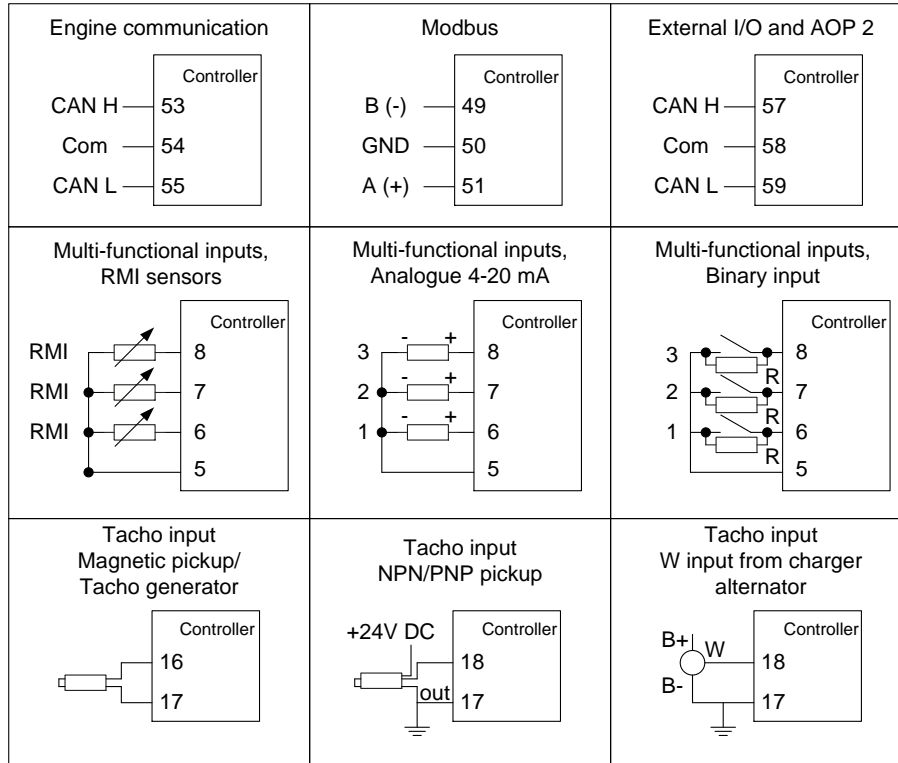 Engine communication
Controller
CAN H 53
Com 54
CAN L 55
Modbus
Controller
B (-) 49
GND 50
A (+) 51
External I/O and AOP 2
Controller
CAN H 57
Com 58
CAN L 59
Multi-functional inputs,
RMI sensors
Controller
RMI 8
RMI 7
RMI 6
5
Multi-functional inputs,
Analogue 4-20 mA
Controller
3 - + 8
2 - + 7
1 - + 6
5
Multi-functional inputs,
Binary input
Controller
3 8
R
2 7
R
1 6
R
5
Tacho input
Magnetic pickup/
Tacho generator
Controller
16
17
Tacho input
NPN/PNP pickup
Controller
+24V DC
18
out 17
Tacho input
W input from charger
alternator
Controller
B+ W
18
B-
17